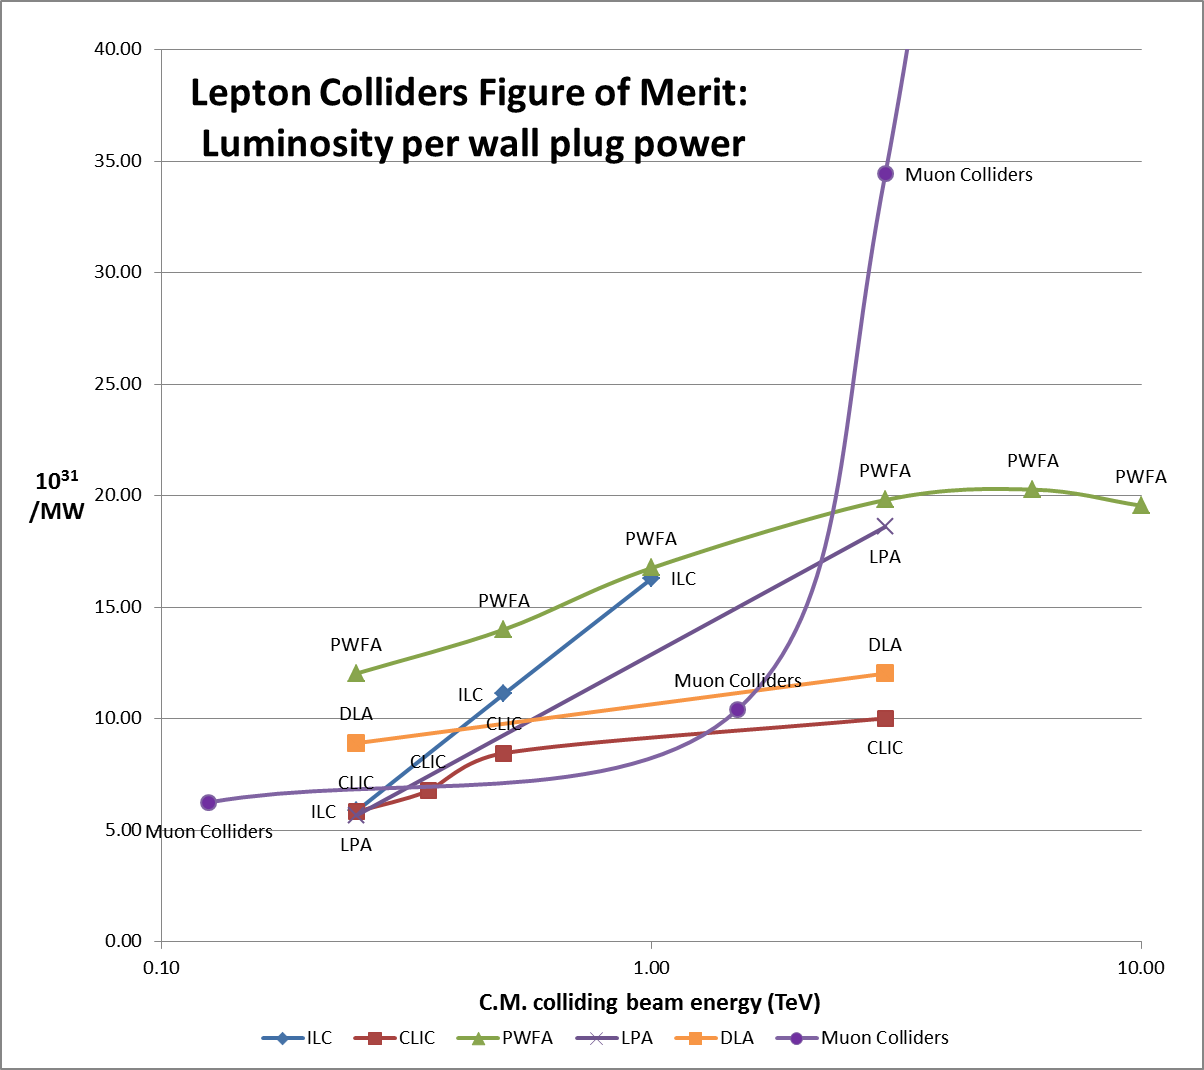 Lepton Colliders Figure of Merit:
Luminosity per wall plug power
40.00
35.00
30.00
25.00
20.00
15.00
10.00
5.00
0.00
10³¹
/MW
Muon Colliders
PWFA
PWFA
PWFA
PWFA
PWFA
PWFA
LPA
ILC
DLA
Muon Colliders
ILC
DLA
CLIC
CLIC
CLIC
CLIC
ILC
Muon Colliders
LPA
0.10
1.00
10.00
C.M. colliding beam energy (TeV)
ILC CLIC PWFA LPA DLA Muon Colliders